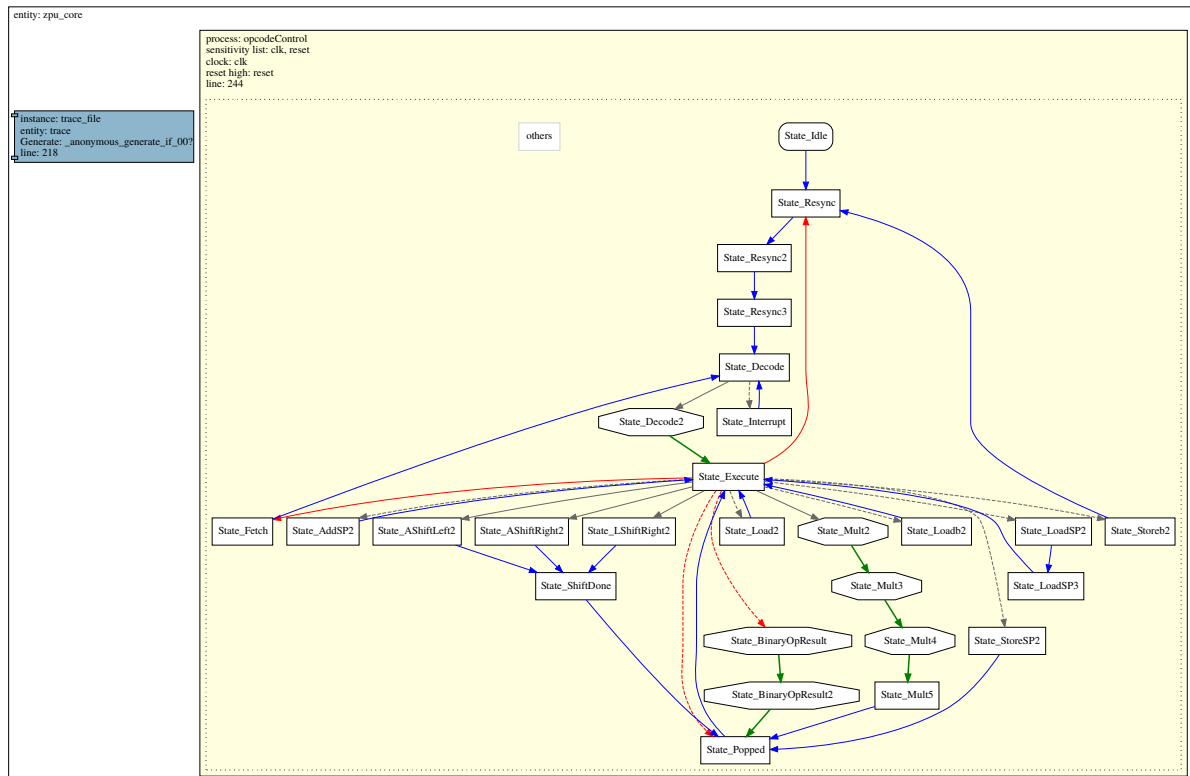 entity: zpu_core
process: opcodeControl
sensitivity list: clk, reset
clock: clk
reset high: reset
line: 244
instance: trace_file
entity: trace
Generate: _anonymous_generate_if_00?
line: 218
others
State_Idle
State_Resync
State_Resync2
State_Resync3
State_Decode
State_Decode2
State_Interrupt
State_Execute
State_Fetch
State_AddSP2
State_AShiftLeft2
State_AShiftRight2
State_LShiftRight2
State_Load2
State_Mult2
State_Loadb2
State_LoadSP2
State_Storeb2
State_ShiftDone
State_Mult3
State_LoadSP3
State_BinaryOpResult
State_Mult4
State_StoreSP2
State_BinaryOpResult2
State_Mult5
State_Popped